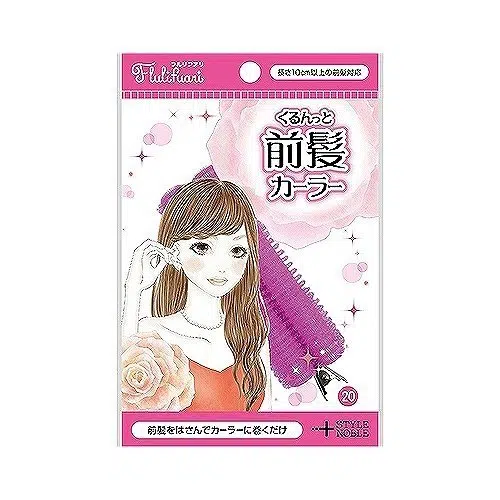 フルリフアリ
Flulifuari
長さ10cm以上の前髪対応
くるんっと
前髪
カーラー
20
前髪をはさんでカーラーに巻くだけ
STYLE
NOBLE